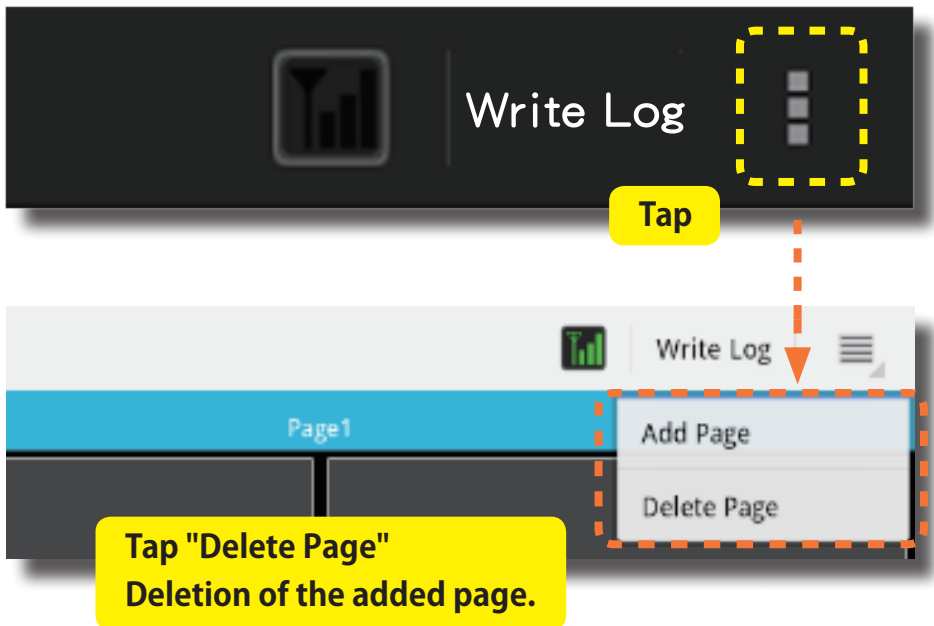 Write Log
Tap
Write Log
Page1
Add Page
Delete Page
Tap "Delete Page"
Deletion of the added page.